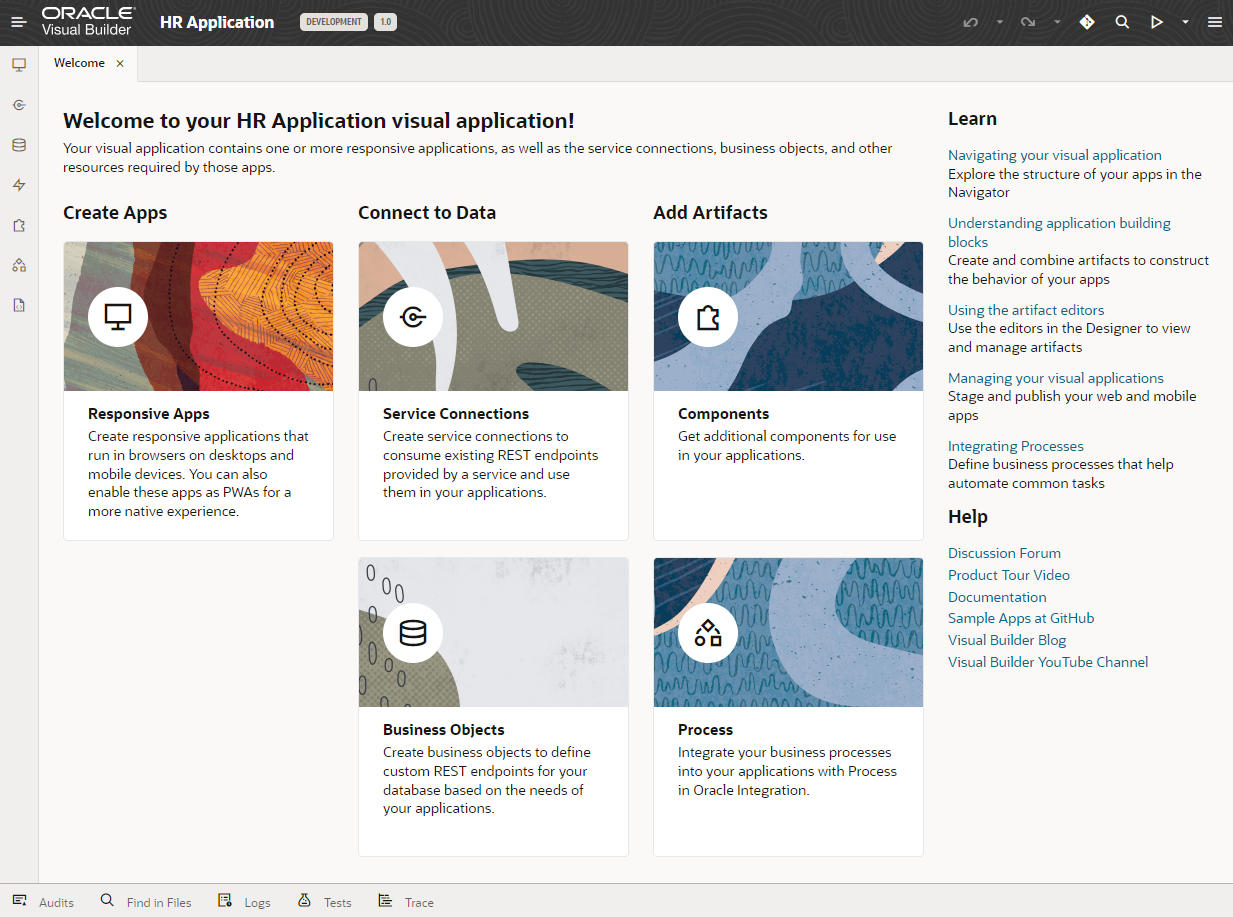 ORACLE
Visual Builder
HR Application
DEVELOPMENT
1.0
Welcome
Welcome to your HR Application visual application!
Your visual application contains one or more responsive applications, as well as the service connections, business objects, and other
resources required by those apps.
Create Apps
Responsive Apps
Create responsive applications that
run in browsers on desktops and
mobile devices. You can also
enable these apps as PWAs for a
more native experience.
Connect to Data
Service Connections
Create service connections to
consume existing REST endpoints
provided by a service and use
them in your applications.
Business Objects
Create business objects to define
custom REST endpoints for your
database based on the needs of
your applications.
Add Artifacts
Components
Get additional components for use
in your applications.
Process
Integrate your business processes
into your applications with Process
in Oracle Integration.
Learn
Navigating your visual application
Explore the structure of your apps in the
Navigator
Understanding application building
blocks
Create and combine artifacts to construct
the behavior of your apps
Using the artifact editors
Use the editors in the Designer to view
and manage artifacts
Managing your visual applications
Stage and publish your web and mobile
apps
Integrating Processes
Define business processes that help
automate common tasks
Help
Discussion Forum
Product Tour Video
Documentation
Sample Apps at GitHub
Visual Builder Blog
Visual Builder YouTube Channel
Audits
Find in Files
Logs
Tests
Trace